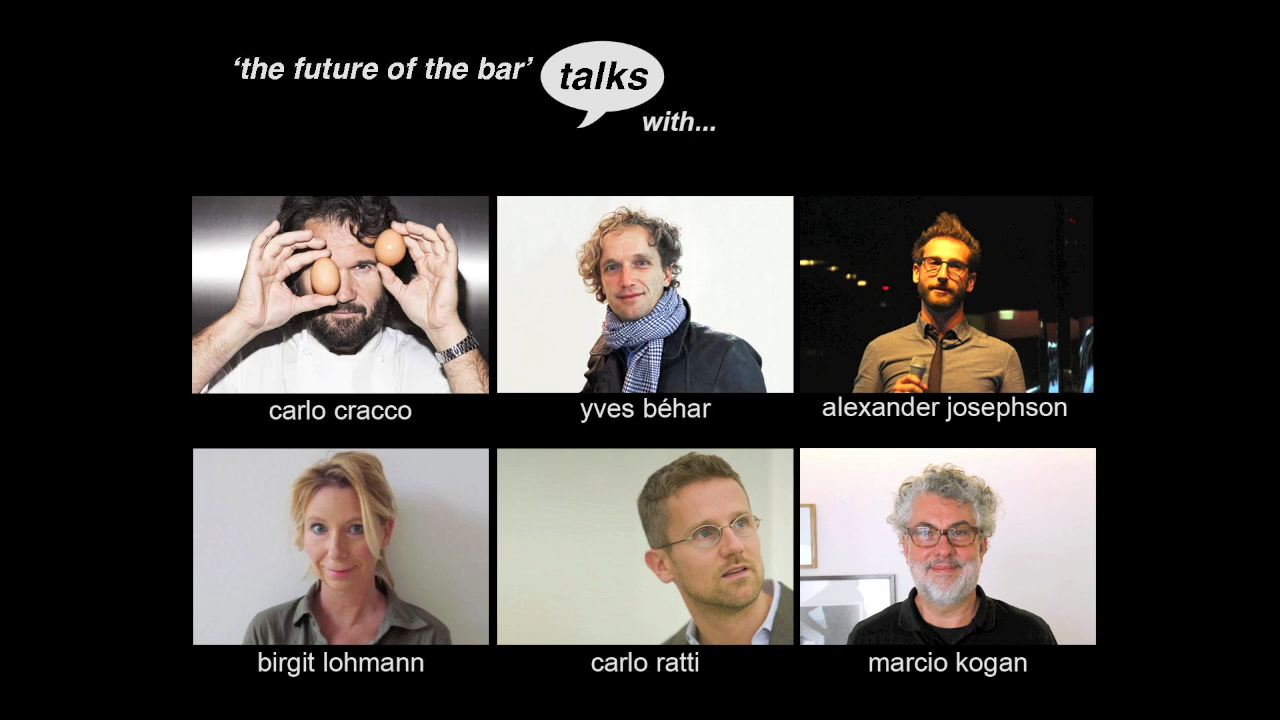 ‘the future of the bar’ talks
with...
carlo cracco
yves béhar
alexander josephson
birgit lohmann
carlo ratti
marcio kogan